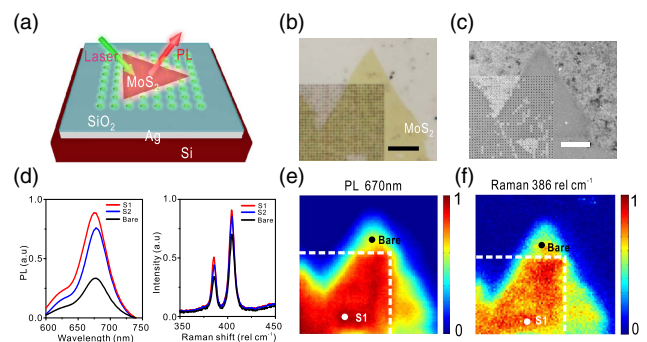 (a)
Laser
PL
MoS2
SiO2
Ag
Si
(b)
MoS2
(c)
(d)
1.0
0.5
0.0
PL (a.u)
S1
S2
Bare
600 650 700 750
Wavelength (nm)
1.0
0.5
0.0
Intensity (a.u)
S1
S2
Bare
350 400 450
Raman shift (rel cm⁻¹)
(e)
PL 670nm
Bare
S1
1
0
(f)
Raman 386 rel cm⁻¹
Bare
S1
1
0